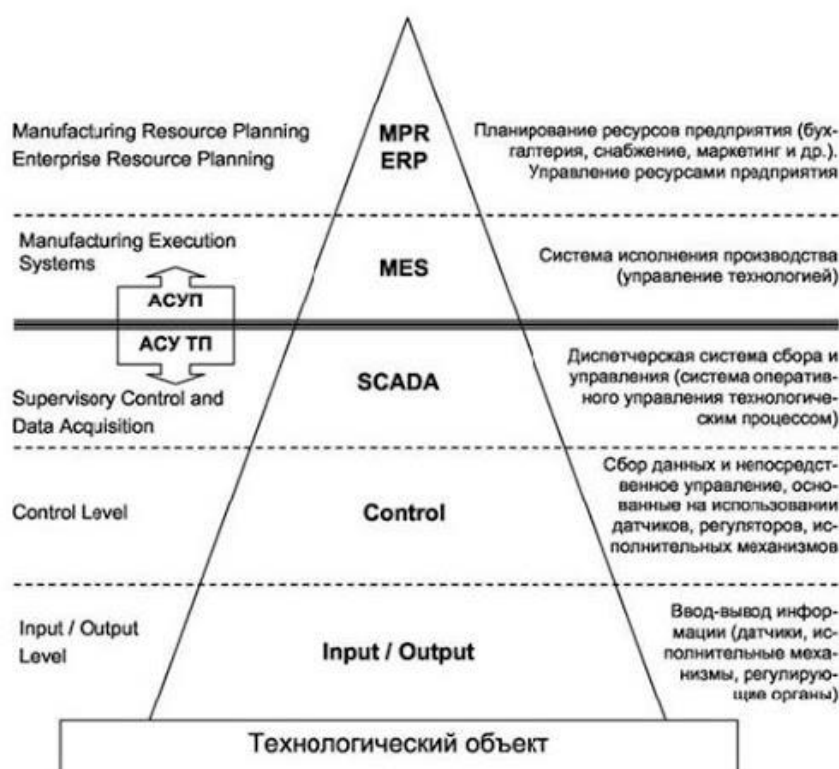 Manufacturing Resource Planning
Enterprise Resource Planning
MPR
ERP
Планирование ресурсов предприятия (бух-
галтерия, снабжение, маркетинг и др.).
Управление ресурсами предприятия
Manufacturing Execution
Systems
MES
Система исполнения производства
(управление технологией)
АСУП
АСУ ТП
Supervisory Control and
Data Acquisition
SCADA
Диспетчерская система сбора и
управления (система оператив-
ного управления технологиче-
ским процессом)
Control Level
Control
Сбор данных и непосредст-
венное управление, осно-
ванные на использовании
датчиков, регуляторов, ис-
полнительных механизмов
Input / Output
Level
Input / Output
Ввод-вывод инфор-
мации (датчики, ис-
полнительные меха-
низмы, регулирую-
щие органы)
Технологический объект